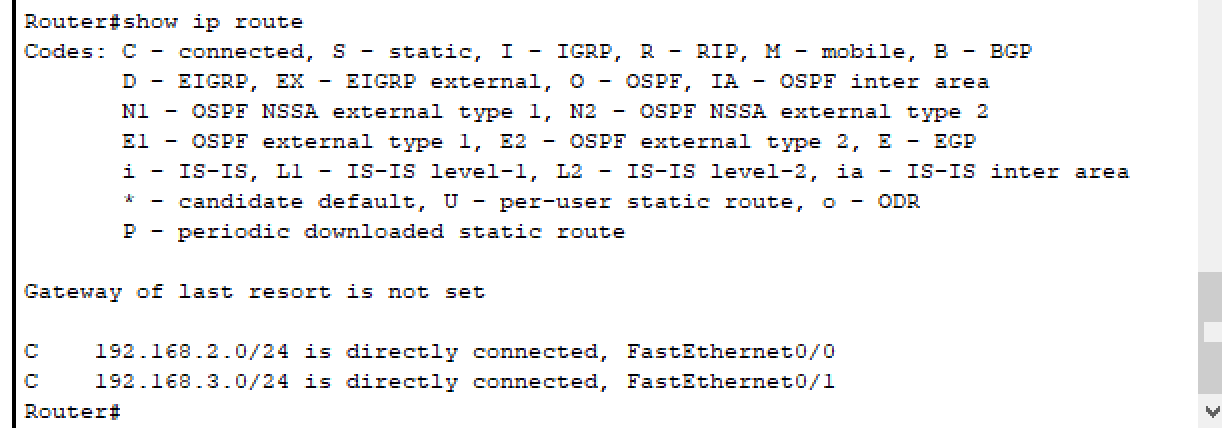 Router#show ip route
Codes: C - connected, S - static, I - IGRP, R - RIP, M - mobile, B - BGP
       D - EIGRP, EX - EIGRP external, O - OSPF, IA - OSPF inter area
       N1 - OSPF NSSA external type 1, N2 - OSPF NSSA external type 2
       E1 - OSPF external type 1, E2 - OSPF external type 2, E - EGP
       i - IS-IS, L1 - IS-IS level-1, L2 - IS-IS level-2, ia - IS-IS inter area
       * - candidate default, U - per-user static route, o - ODR
       P - periodic downloaded static route
Gateway of last resort is not set
C    192.168.2.0/24 is directly connected, FastEthernet0/0
C    192.168.3.0/24 is directly connected, FastEthernet0/1
Router#